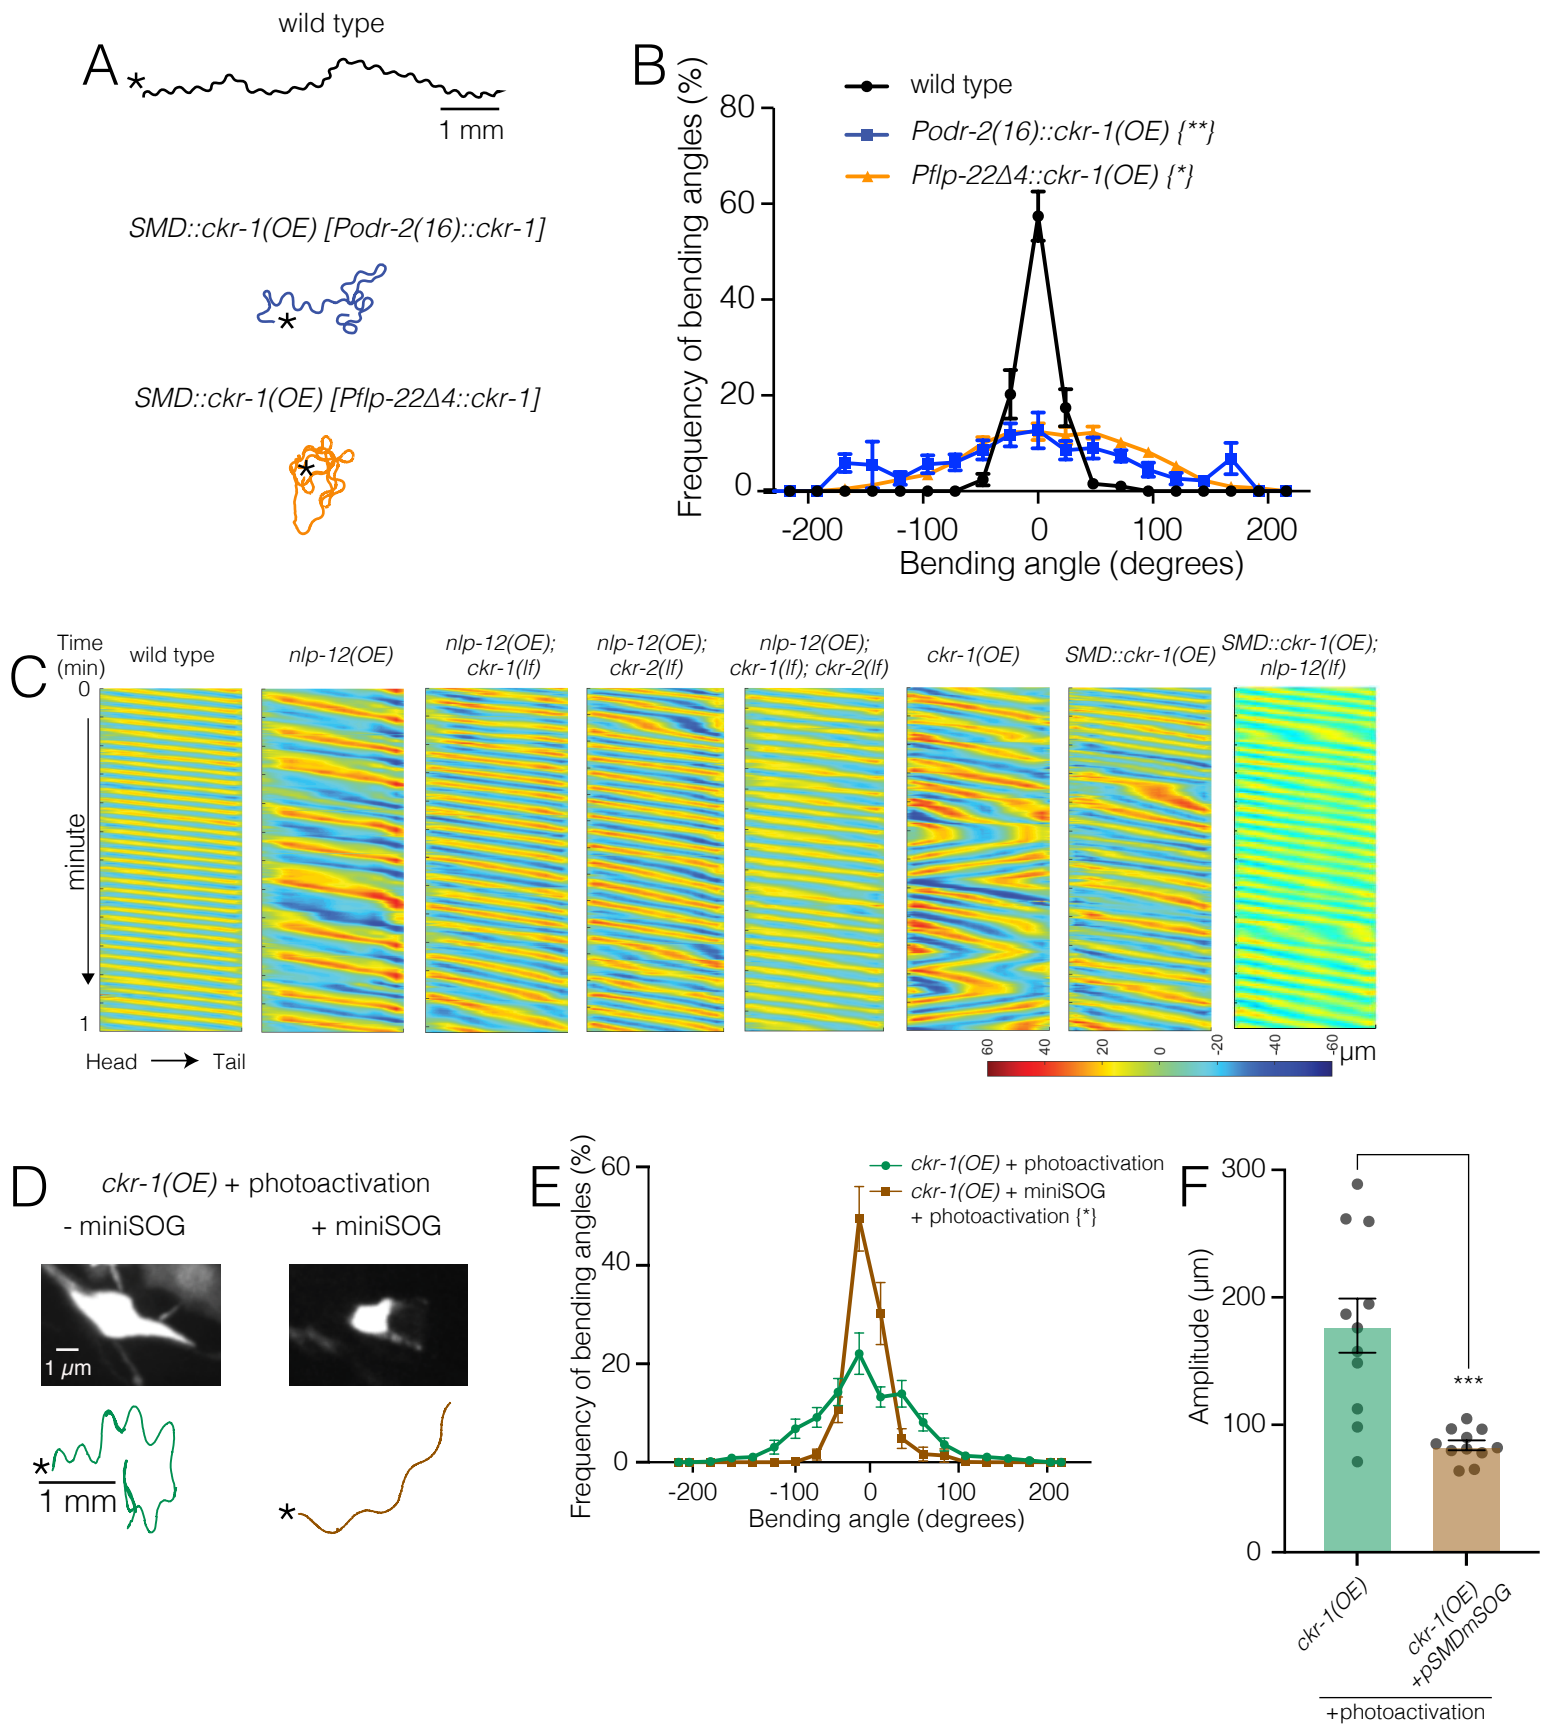 A
wild type
*
1 mm
SMD::ckr-1(OE) [Podr-2(16)::ckr-1]
*
SMD::ckr-1(OE) [Pflp-22Δ4::ckr-1]
*
B
Frequency of bending angles (%)
80
60
40
20
0
-200 -100 0 100 200
Bending angle (degrees)
wild type
Podr-2(16)::ckr-1(OE) {**}
Pflp-22Δ4::ckr-1(OE) {*}
C
Time
(min)
0
minute
1
wild type
nlp-12(OE)
nlp-12(OE);
ckr-1(lf)
nlp-12(OE);
ckr-2(lf)
nlp-12(OE);
ckr-1(lf); ckr-2(lf)
ckr-1(OE)
SMD::ckr-1(OE)
SMD::ckr-1(OE);
nlp-12(lf)
Head Tail
60 40 20 0 -20 -40 -60 µm
D
ckr-1(OE) + photoactivation
- miniSOG + miniSOG
1 µm
*
1 mm
*
E
Frequency of bending angles (%)
60
40
20
0
-200 -100 0 100 200
Bending angle (degrees)
ckr-1(OE) + photoactivation
ckr-1(OE) + miniSOG
+ photoactivation {*}
F
Amplitude (µm)
300
200
100
0
***
ckr-1(OE)
ckr-1(OE)
+pSMDmSOG
+photoactivation